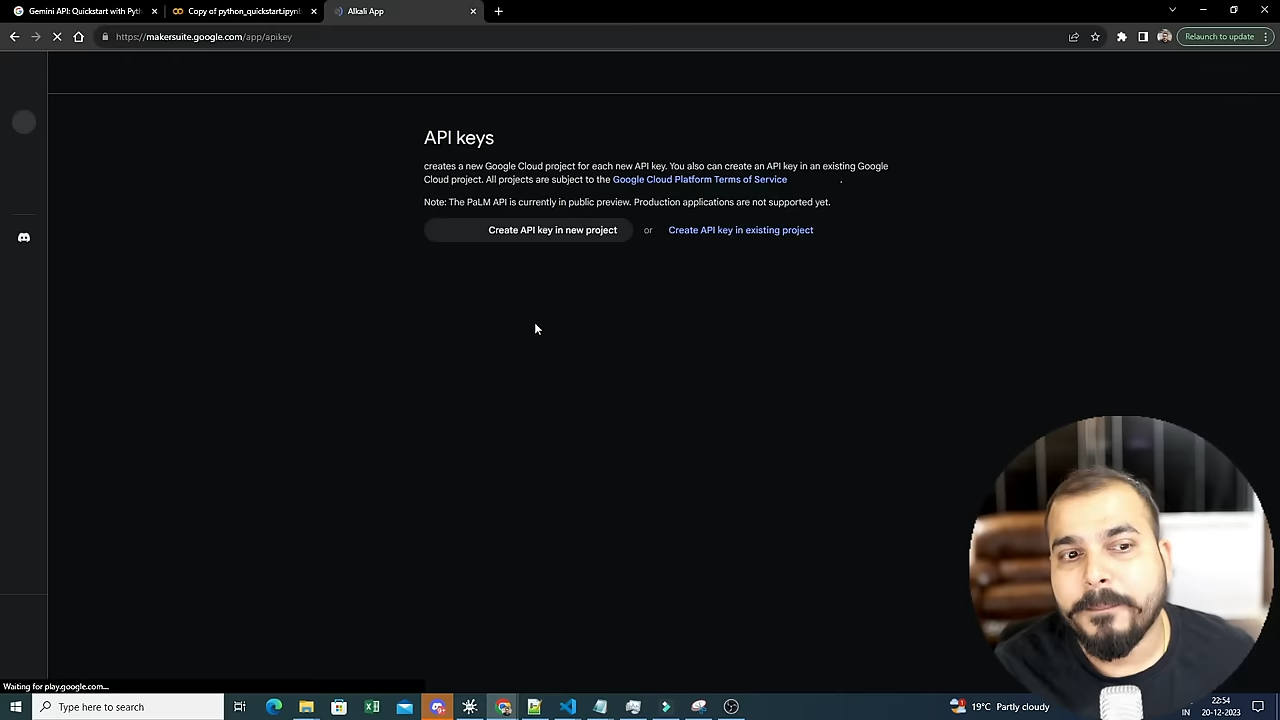 Gemini API: Quickstart with Pyth
Copy of python_quickstart.ipynb
Alkali App
https://makersuite.google.com/app/apikey
Relaunch to update
API keys
creates a new Google Cloud project for each new API key. You also can create an API key in an existing Google
Cloud project. All projects are subject to the Google Cloud Platform Terms of Service .
Note: The PaLM API is currently in public preview. Production applications are not supported yet.
Create API key in new project or Create API key in existing project
Waiting for play.google.com...
Type here to search
19°C Partly cloudy
IN
22:54
20-12-2023